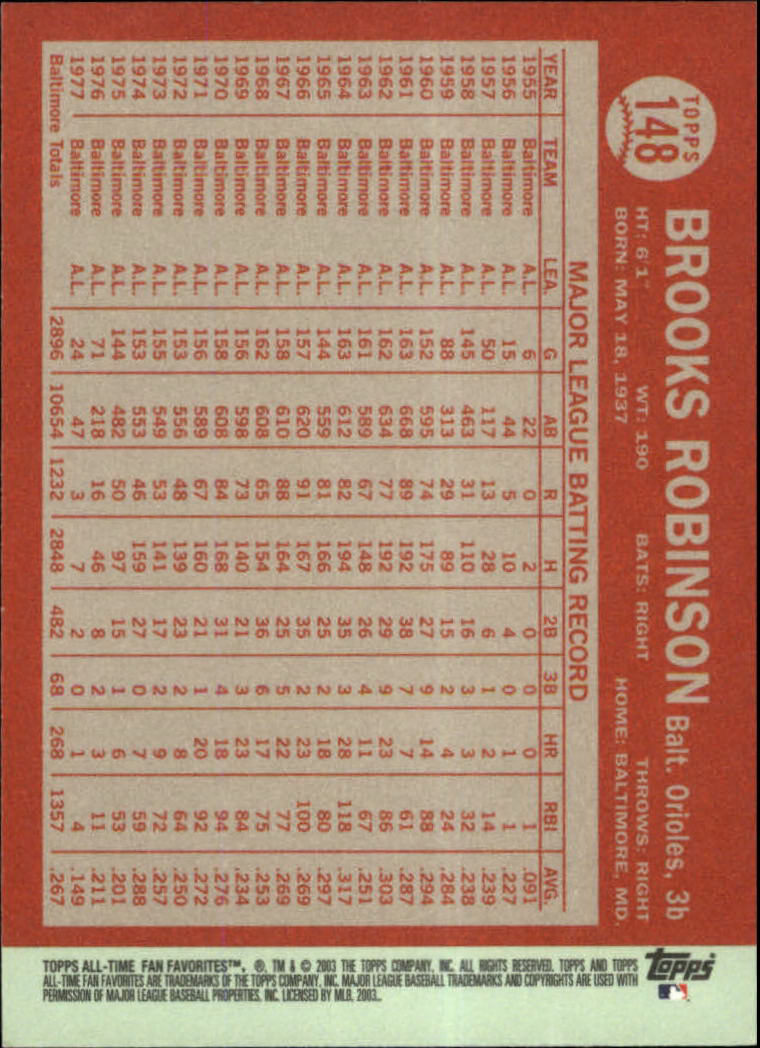 TOPPS
148
BROOKS ROBINSON Balt. Orioles, 3b
HT: 6'1" WT: 190 BATS: RIGHT THROWS: RIGHT
BORN: MAY 18, 1937 HOME: BALTIMORE, MD.
MAJOR LEAGUE BATTING RECORD
YEAR TEAM LEA G AB R H 2B 3B HR RBI AVG.
1955 Baltimore A.L. 6 22 0 2 0 0 0 1 .091
1956 Baltimore A.L. 15 44 5 10 4 0 1 1 .227
1957 Baltimore A.L. 50 117 13 28 6 1 2 14 .239
1958 Baltimore A.L. 145 463 31 110 16 3 3 32 .238
1959 Baltimore A.L. 88 313 29 89 15 2 4 24 .284
1960 Baltimore A.L. 152 595 74 175 27 9 14 88 .294
1961 Baltimore A.L. 163 668 89 192 38 7 7 61 .287
1962 Baltimore A.L. 162 634 77 192 29 9 23 86 .303
1963 Baltimore A.L. 161 589 67 148 26 4 11 67 .251
1964 Baltimore A.L. 163 612 82 194 35 3 28 118 .317
1965 Baltimore A.L. 144 559 81 166 25 2 18 80 .297
1966 Baltimore A.L. 157 620 91 167 35 2 23 100 .269
1967 Baltimore A.L. 158 610 88 164 25 5 22 77 .269
1968 Baltimore A.L. 162 608 65 154 36 6 17 75 .253
1969 Baltimore A.L. 156 598 73 140 21 3 23 84 .234
1970 Baltimore A.L. 158 608 84 168 31 4 18 94 .276
1971 Baltimore A.L. 156 589 67 160 21 1 20 92 .272
1972 Baltimore A.L. 153 556 48 139 23 2 8 64 .250
1973 Baltimore A.L. 155 549 53 141 17 2 9 72 .257
1974 Baltimore A.L. 153 553 46 159 27 0 7 59 .288
1975 Baltimore A.L. 144 482 50 97 15 1 6 53 .201
1976 Baltimore A.L. 71 218 16 46 8 2 3 11 .211
1977 Baltimore A.L. 24 47 3 7 2 0 1 4 .149
Baltimore Totals 2896 10654 1232 2848 482 68 268 1357 .267
Topps
TOPPS ALL-TIME FAN FAVORITES™, ®, TM & © 2003 THE TOPPS COMPANY, INC. ALL RIGHTS RESERVED. TOPPS AND TOPPS
ALL-TIME FAN FAVORITES ARE TRADEMARKS OF THE TOPPS COMPANY, INC. MAJOR LEAGUE BASEBALL TRADEMARKS AND COPYRIGHTS ARE USED WITH
PERMISSION OF MAJOR LEAGUE BASEBALL PROPERTIES, INC. LICENSED BY MLB, 2003.